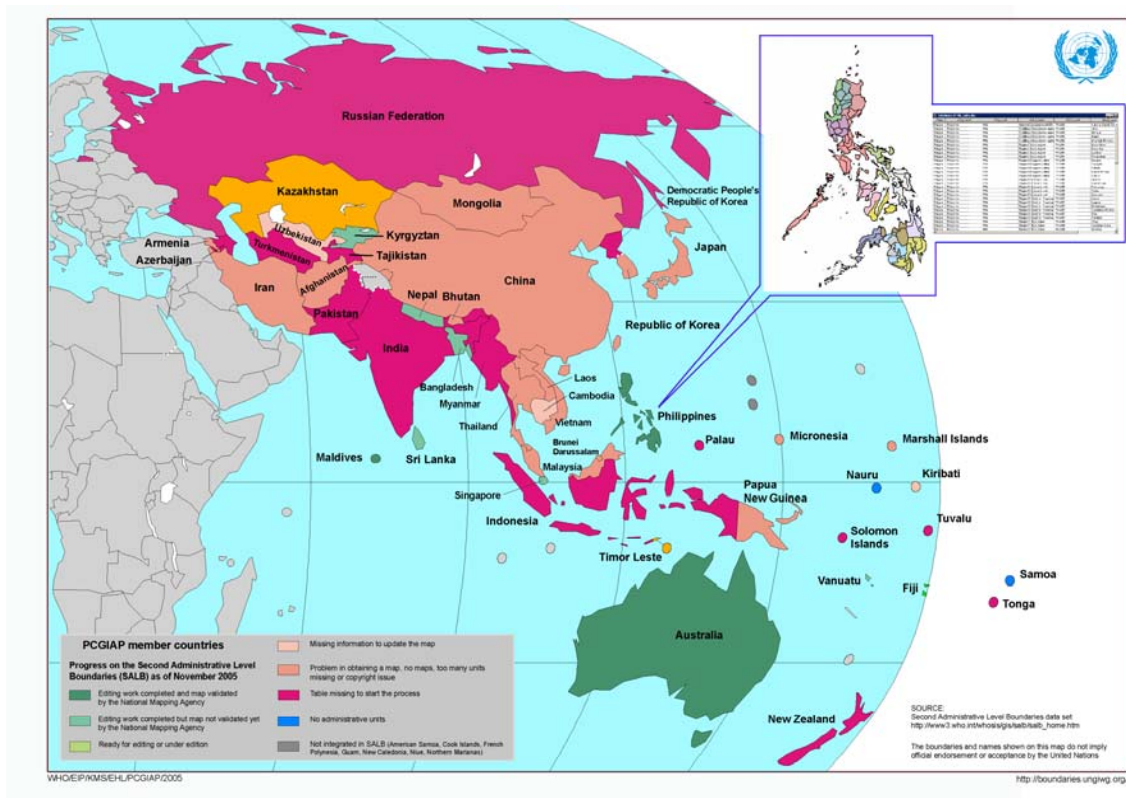 Russian Federation
Kazakhstan
Mongolia
Democratic People's
Republic of Korea
Uzbekistan
Kyrgyztan
Armenia
Azerbaijan
Turkmenistan
Tajikistan
Japan
Iran
Afghanistan
China
Nepal
Bhutan
Pakistan
Republic of Korea
India
Laos
Bangladesh
Cambodia
Myanmar
Philippines
Thailand
Vietnam
Palau
Micronesia
Marshall Islands
Brunei
Darussalam
Maldives
Sri Lanka
Malaysia
Nauru
Kiribati
Singapore
Papua
New Guinea
Indonesia
Tuvalu
Solomon
Islands
Timor Leste
Vanuatu
Samoa
Fiji
Tonga
Australia
New Zealand
PCGIAP member countries
Progress on the Second Administrative Level
Boundaries (SALB) as of November 2005
Editing work completed and map validated
by the National Mapping Agency
Editing work completed but map not validated yet
by the National Mapping Agency
Ready for editing or under edition
Missing information to update the map
Problem in obtaining a map, no maps, too many units
missing or copyright issue
Table missing to start the process
No administrative units
Not integrated in SALB (American Samoa, Cook Islands, French
Polynesia, Guam, New Caledonia, Niue, Northern Marianas)
SOURCE:
Second Administrative Level Boundaries data set
http://www3.who.int/whosis/gis/salb/salb_home.htm
The boundaries and names shown on this map do not imply
official endorsement or acceptance by the United Nations
WHO/EIP/KMS/EHL/PCGIAP/2005
http://boundaries.ungiwg.org/